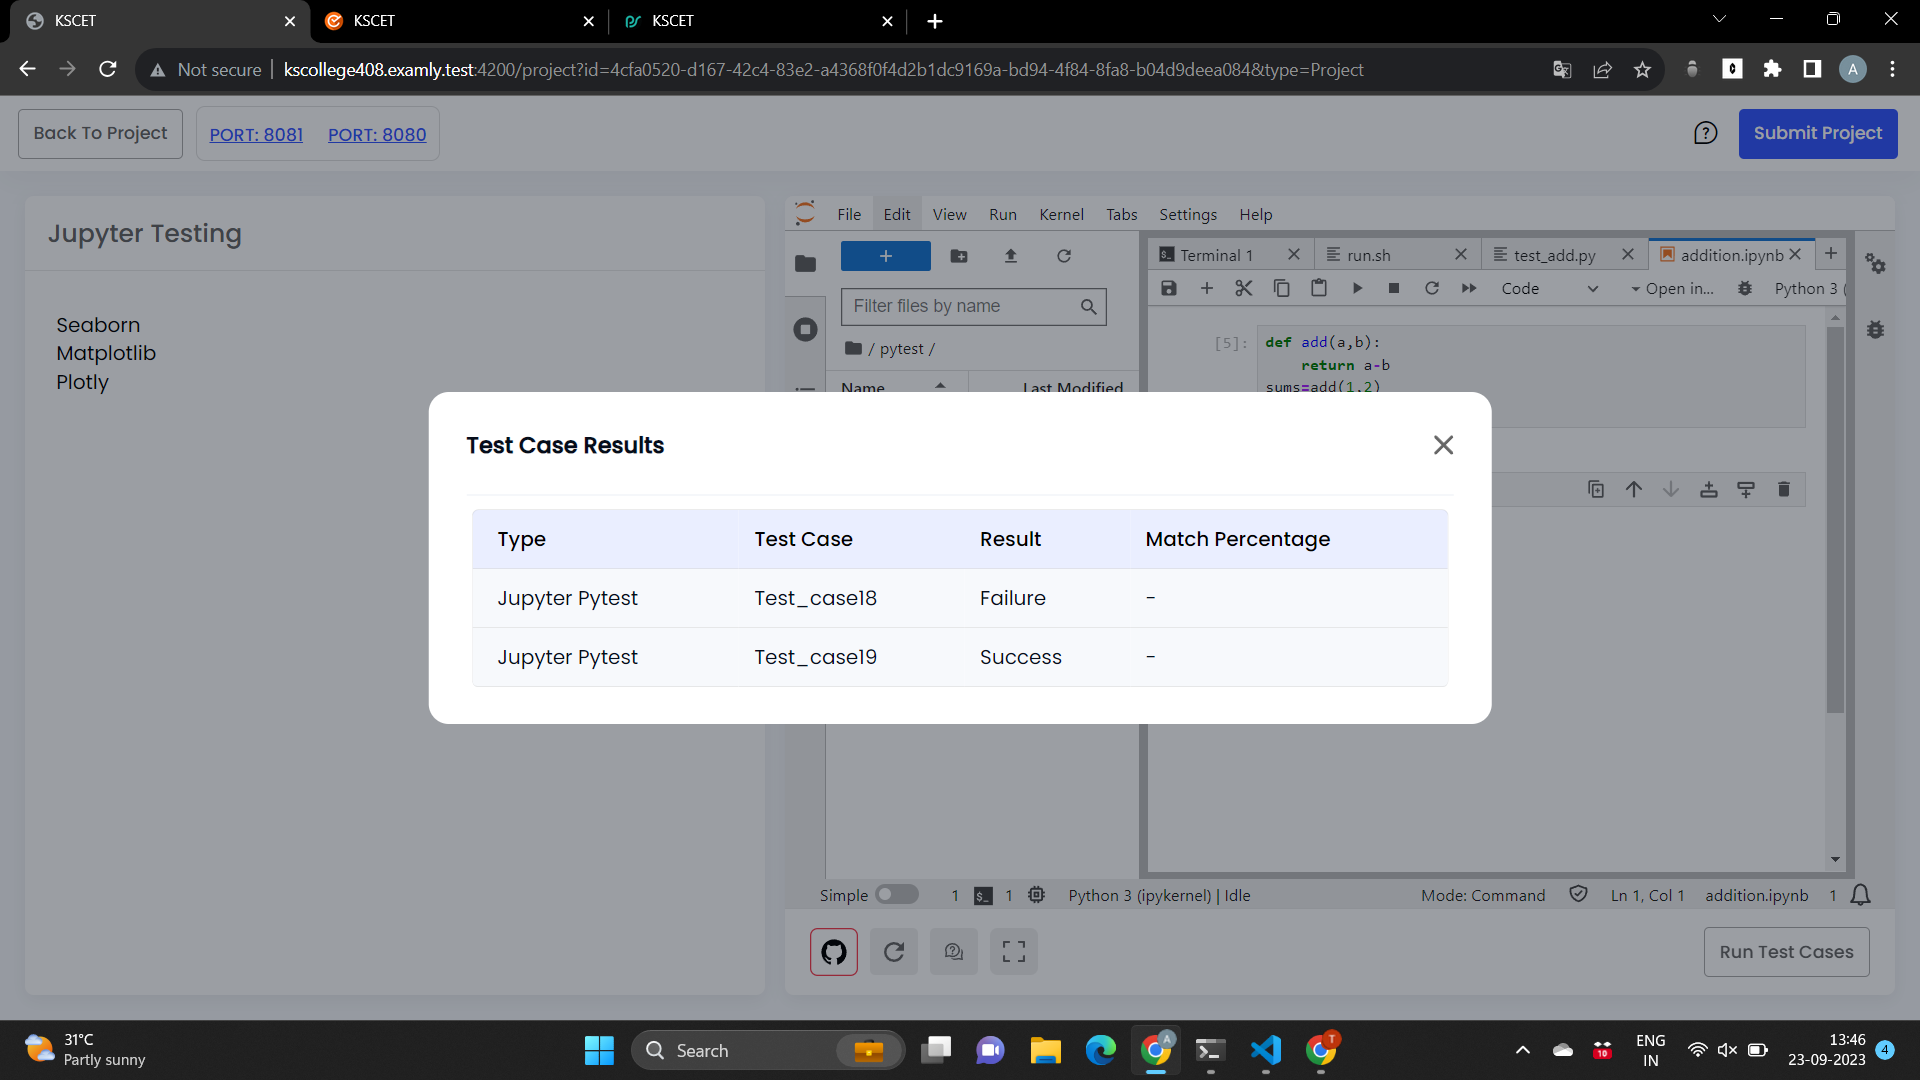 KSCET
KSCET
KSCET
Not secure
kscollege408.examly.test:4200/project?id=4cfa0520-d167-42c4-83e2-a4368f0f4d2b1dc9169a-bd94-4f84-8fa8-b04d9deea084&type=Project
A
Back To Project
PORT: 8081
PORT: 8080
Submit Project
Jupyter Testing
Seaborn
Matplotlib
Plotly
File Edit View Run Kernel Tabs Settings Help
Filter files by name
/ pytest /
Name
Last Modified
Terminal 1
run.sh
test_add.py
addition.ipynb
Code
Open in...
Python 3 (
[5]:
def add(a,b):
return a-b
sums=add(1,2)
Test Case Results
Type Test Case Result Match Percentage
Jupyter Pytest Test_case18 Failure -
Jupyter Pytest Test_case19 Success -
Simple 1 1 Python 3 (ipykernel) | Idle
Mode: Command Ln 1, Col 1 addition.ipynb 1
Run Test Cases
31°C
Partly sunny
Search
A
T
10
ENG
IN
13:46
23-09-2023
4